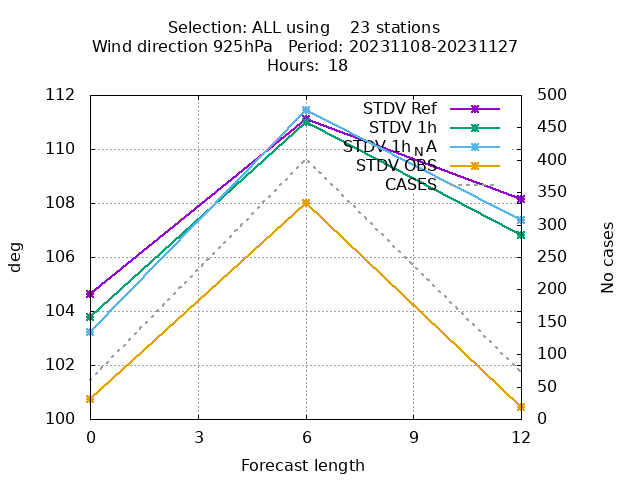 Selection: ALL using 23 stations
Wind direction 925hPa Period: 20231108-20231127
Hours: 18
112
110
108
106
104
102
100
500
450
400
350
300
250
200
150
100
50
0
STDV Ref
STDV 1h
STDV 1h_NA
STDV OBS
CASES
deg
No cases
0 3 6 9 12
Forecast length